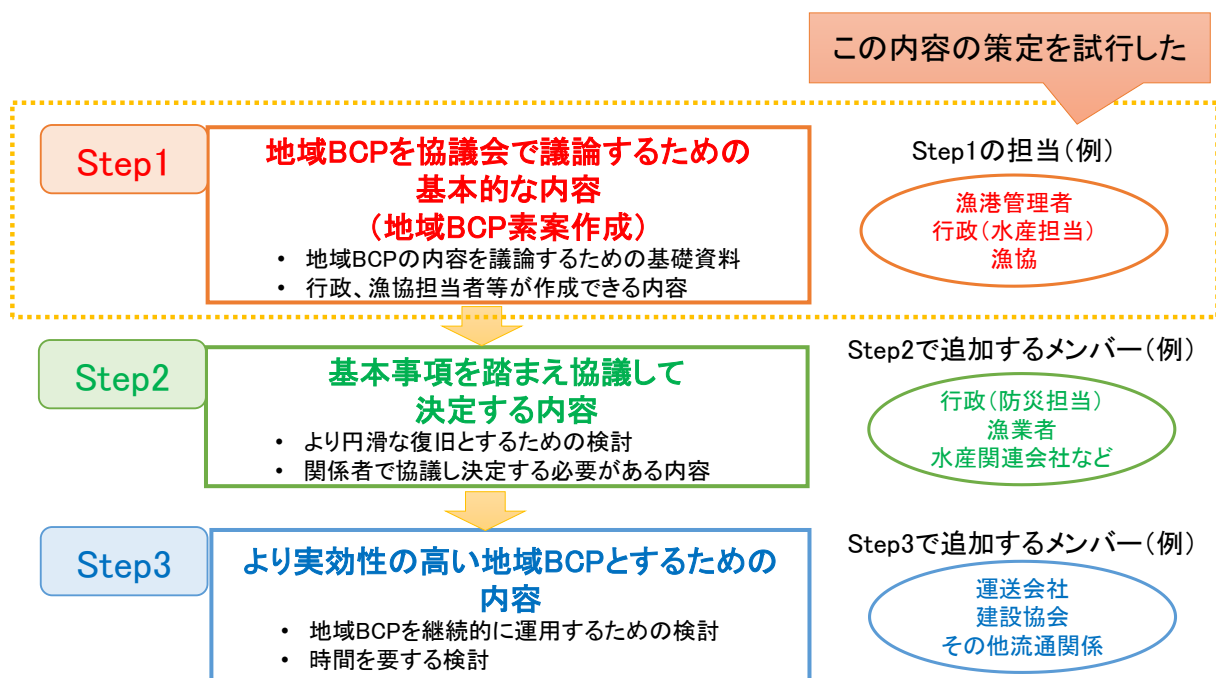 この内容の策定を試行した
Step1
地域BCPを協議会で議論するための
基本的な内容
(地域BCP素案作成)
• 地域BCPの内容を議論するための基礎資料
• 行政、漁協担当者等が作成できる内容
Step1の担当(例)
漁港管理者
行政(水産担当)
漁協
Step2
基本事項を踏まえ協議して
決定する内容
• より円滑な復旧とするための検討
• 関係者で協議し決定する必要がある内容
Step2で追加するメンバー(例)
行政(防災担当)
漁業者
水産関連会社など
Step3
より実効性の高い地域BCPとするための
内容
• 地域BCPを継続的に運用するための検討
• 時間を要する検討
Step3で追加するメンバー(例)
運送会社
建設協会
その他流通関係